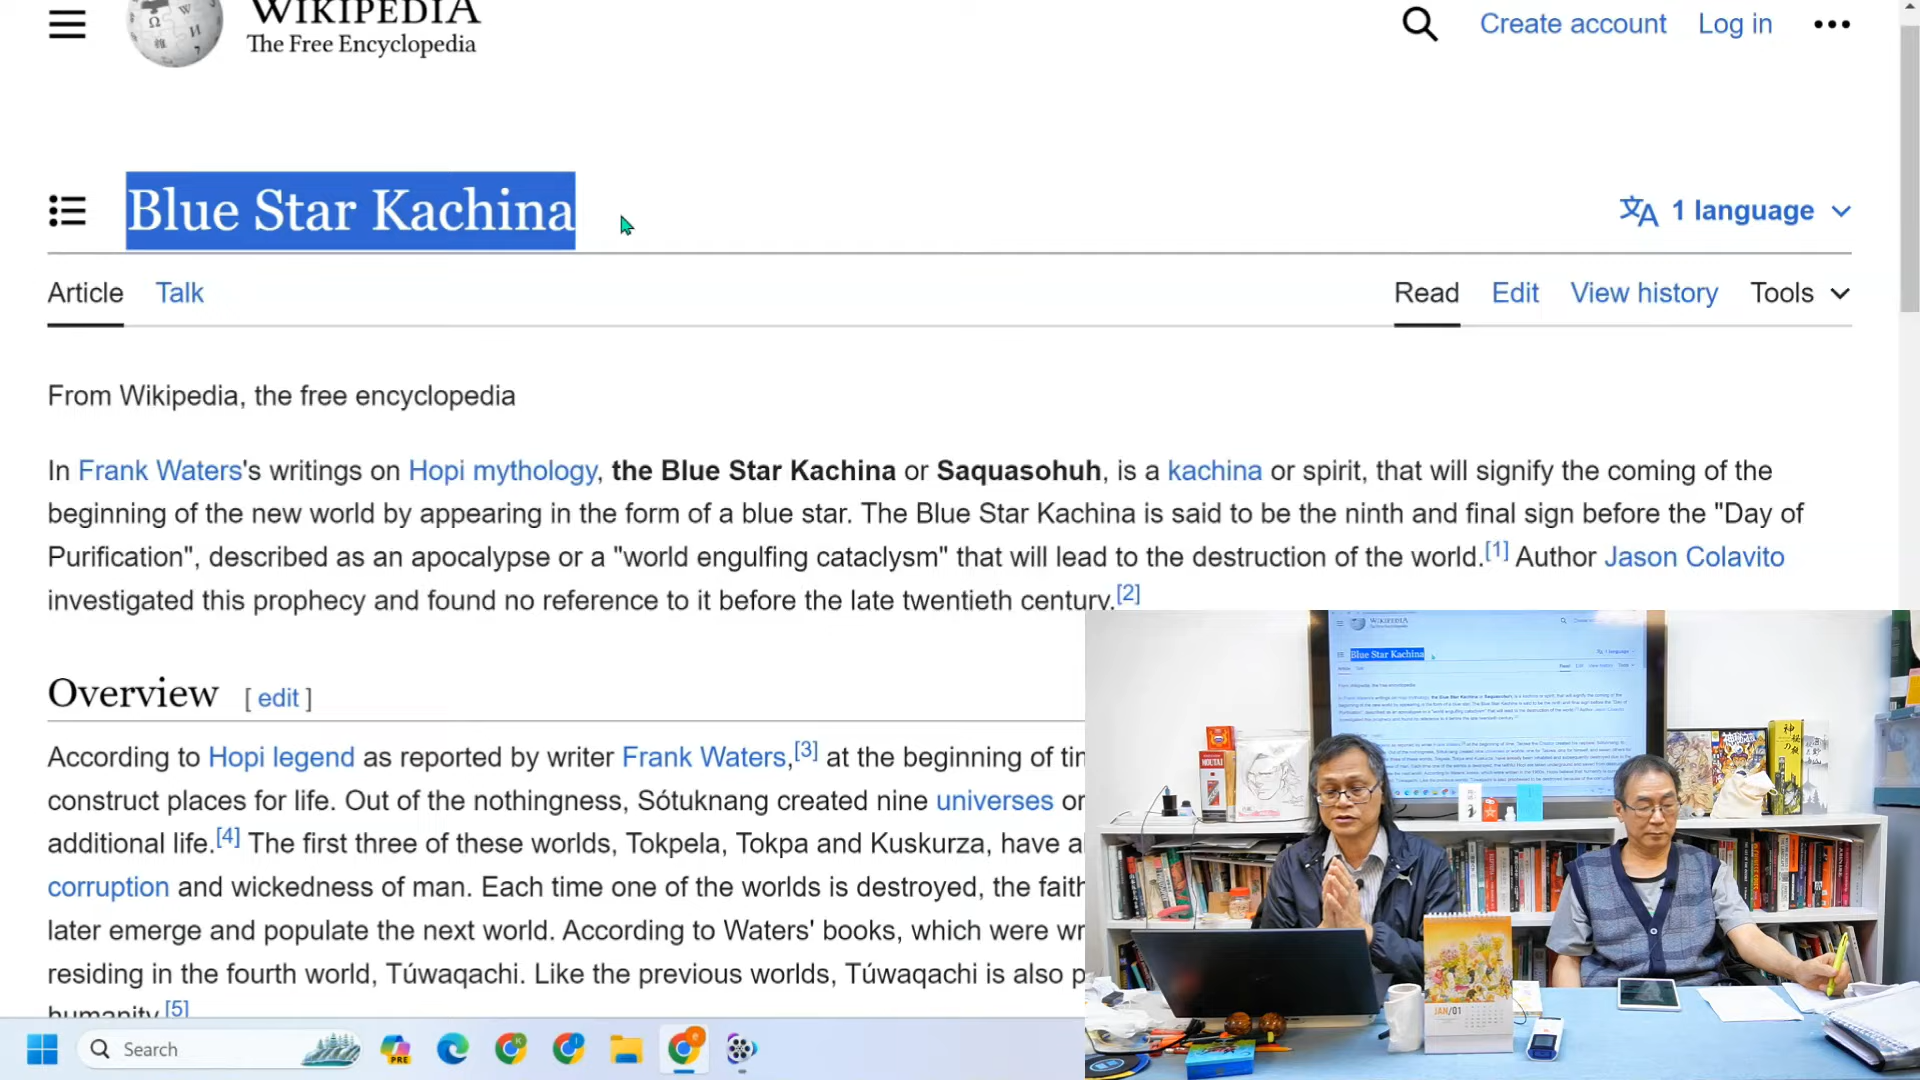 WIKIPEDIA
The Free Encyclopedia
Create account
Log in
Blue Star Kachina
1 language
Article
Talk
Read
Edit
View history
Tools
From Wikipedia, the free encyclopedia
In Frank Waters's writings on Hopi mythology, the Blue Star Kachina or Saquasohuh, is a kachina or spirit, that will signify the coming of the
beginning of the new world by appearing in the form of a blue star. The Blue Star Kachina is said to be the ninth and final sign before the "Day of
Purification", described as an apocalypse or a "world engulfing cataclysm" that will lead to the destruction of the world.[1] Author Jason Colavito
investigated this prophecy and found no reference to it before the late twentieth century.[2]
Overview [ edit ]
According to Hopi legend as reported by writer Frank Waters,[3] at the beginning of
construct places for life. Out of the nothingness, Sótuknang created nine universes or
additional life.[4] The first three of these worlds, Tokpela, Tokpa and Kuskurza, have
corruption and wickedness of man. Each time one of the worlds is destroyed, the
later emerge and populate the next world. According to Waters' books, which were
residing in the fourth world, Túwaqachi. Like the previous worlds, Túwaqachi is also
humanity.[5]
Search
PRE
WIKIPEDIA
Blue Star Kachina
MOUTAI
JAN/01